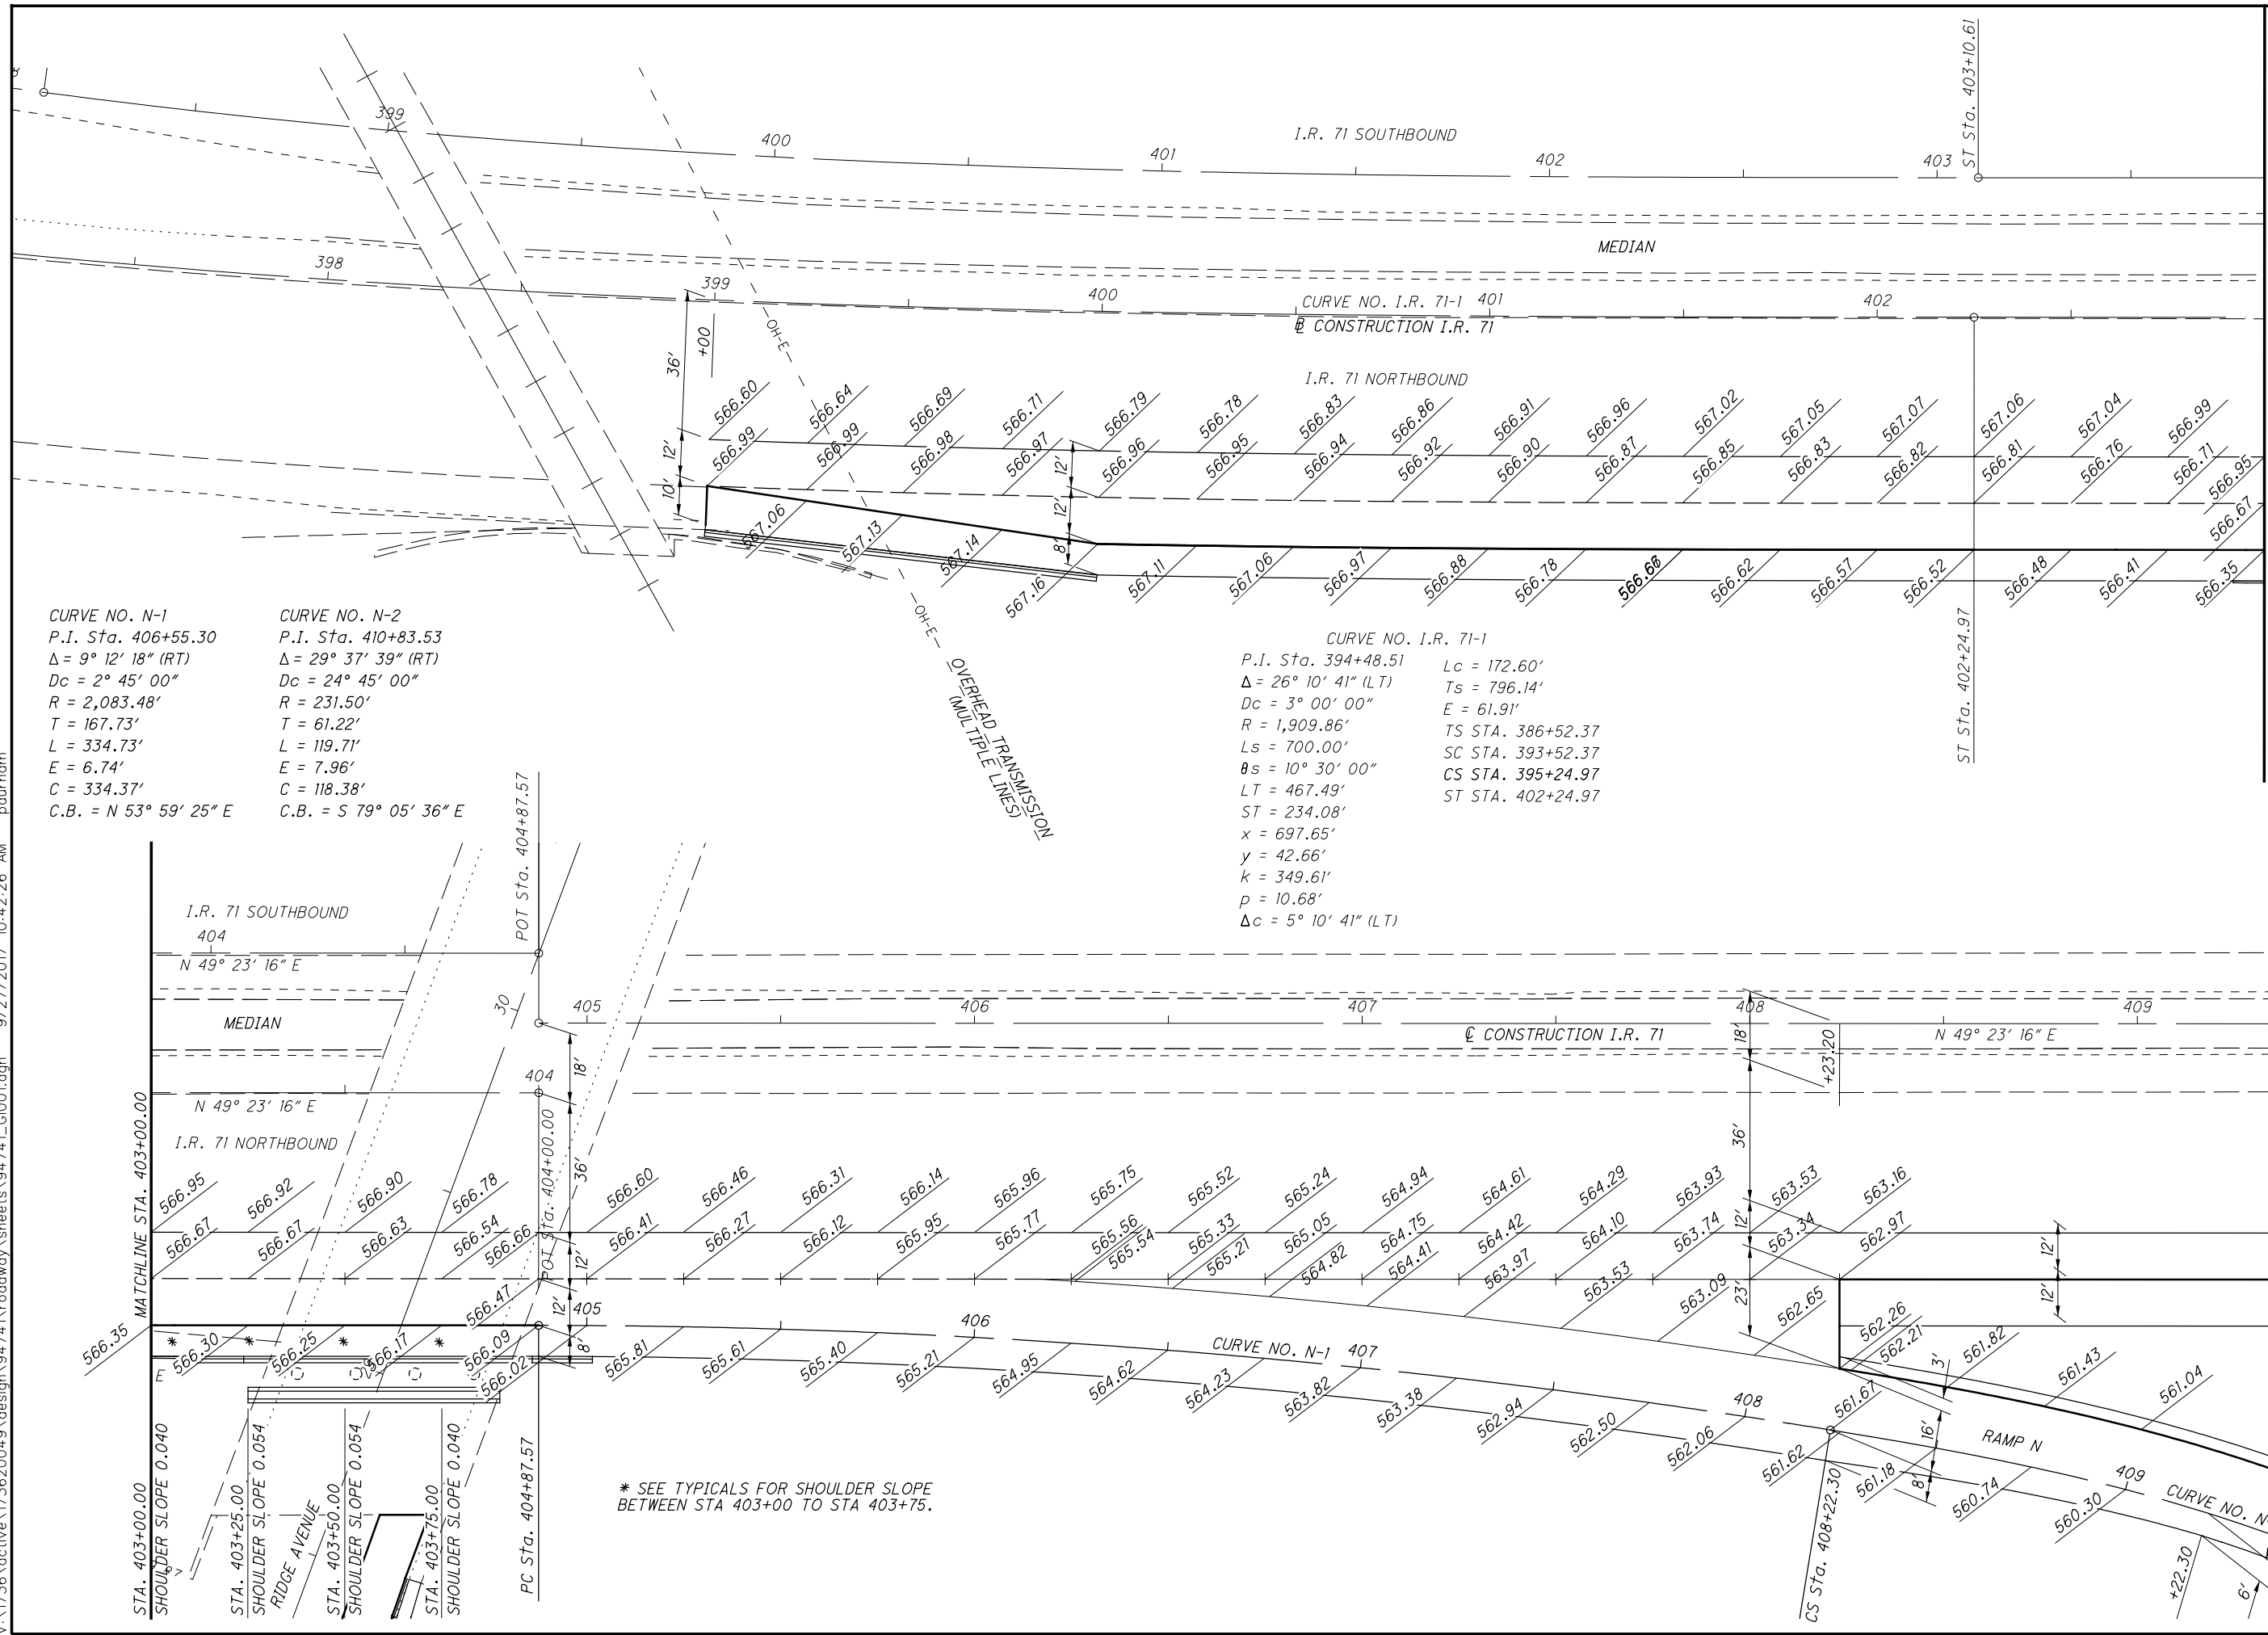 ST Sta. 403+10.61
399
400
401
402
403
I.R. 71 SOUTHBOUND
MEDIAN
398
399
400
CURVE NO. I.R. 71-1
401
402
℄ CONSTRUCTION I.R. 71
36'
+00
OH-E
I.R. 71 NORTHBOUND
566.60
566.64
566.69
566.71
566.79
566.78
566.83
566.86
566.91
566.96
567.02
567.05
567.07
567.06
567.04
566.99
566.95
12'
10'
12'
12'
8'
566.99
566.99
566.98
566.97
566.96
566.95
566.94
566.92
566.90
566.87
566.85
566.83
566.82
566.81
566.76
566.71
566.67
567.06
567.13
567.14
567.16
567.11
567.06
566.97
566.88
566.78
566.62
566.57
566.52
566.48
566.41
566.35
OH-E
OVERHEAD TRANSMISSION
(MULTIPLE LINES)
ST Sta. 402+24.97
CURVE NO. N-1
P.I. Sta. 406+55.30
Δ = 9° 12' 18" (RT)
Dc = 2° 45' 00"
R = 2,083.48'
T = 167.73'
L = 334.73'
E = 6.74'
C = 334.37'
C.B. = N 53° 59' 25" E
CURVE NO. N-2
P.I. Sta. 410+83.53
Δ = 29° 37' 39" (RT)
Dc = 24° 45' 00"
R = 231.50'
T = 61.22'
L = 119.71'
E = 7.96'
C = 118.38'
C.B. = S 79° 05' 36" E
CURVE NO. I.R. 71-1
P.I. Sta. 394+48.51
Δ = 26° 10' 41" (LT)
Dc = 3° 00' 00"
R = 1,909.86'
Ls = 700.00'
θs = 10° 30' 00"
LT = 467.49'
ST = 234.08'
x = 697.65'
y = 42.66'
k = 349.61'
p = 10.68'
Δc = 5° 10' 41" (LT)
Lc = 172.60'
Ts = 796.14'
E = 61.91'
TS STA. 386+52.37
SC STA. 393+52.37
CS STA. 395+24.97
ST STA. 402+24.97
POT Sta. 404+87.57
I.R. 71 SOUTHBOUND
404
N 49° 23' 16" E
30
MEDIAN
405
406
407
408
409
℄ CONSTRUCTION I.R. 71
N 49° 23' 16" E
18'
18'
+23.20
404
N 49° 23' 16" E
I.R. 71 NORTHBOUND
MATCHLINE STA. 403+00.00
POT Sta. 404+00.00
36'
36'
566.95
566.92
566.90
566.78
566.66
566.60
566.46
566.31
566.14
565.96
565.75
565.52
565.24
564.94
564.61
564.29
563.93
563.53
563.16
566.67
566.67
566.63
566.54
566.47
566.41
566.27
566.12
565.95
565.77
565.56
565.33
565.05
564.75
564.42
564.10
563.74
563.34
562.97
565.54
565.21
564.82
564.41
563.97
563.53
563.09
562.65
562.26
562.21
561.82
561.43
561.04
12'
12'
8'
12'
23'
12'
12'
3'
16'
8'
405
406
CURVE NO. N-1
407
408
409
RAMP N
CURVE NO. N
566.35
566.30
566.25
566.17
566.09
566.02
565.81
565.61
565.40
565.21
564.95
564.62
564.23
563.82
563.38
562.94
562.50
562.06
561.67
561.62
561.18
560.74
560.30
* * * *
E
29
STA. 403+00.00
SHOULDER SLOPE 0.040
STA. 403+25.00
SHOULDER SLOPE 0.054
RIDGE AVENUE
STA. 403+50.00
SHOULDER SLOPE 0.054
STA. 403+75.00
SHOULDER SLOPE 0.040
PC Sta. 404+87.57
* SEE TYPICALS FOR SHOULDER SLOPE
BETWEEN STA 403+00 TO STA 403+75.
CS Sta. 408+22.30
+22.30
6'